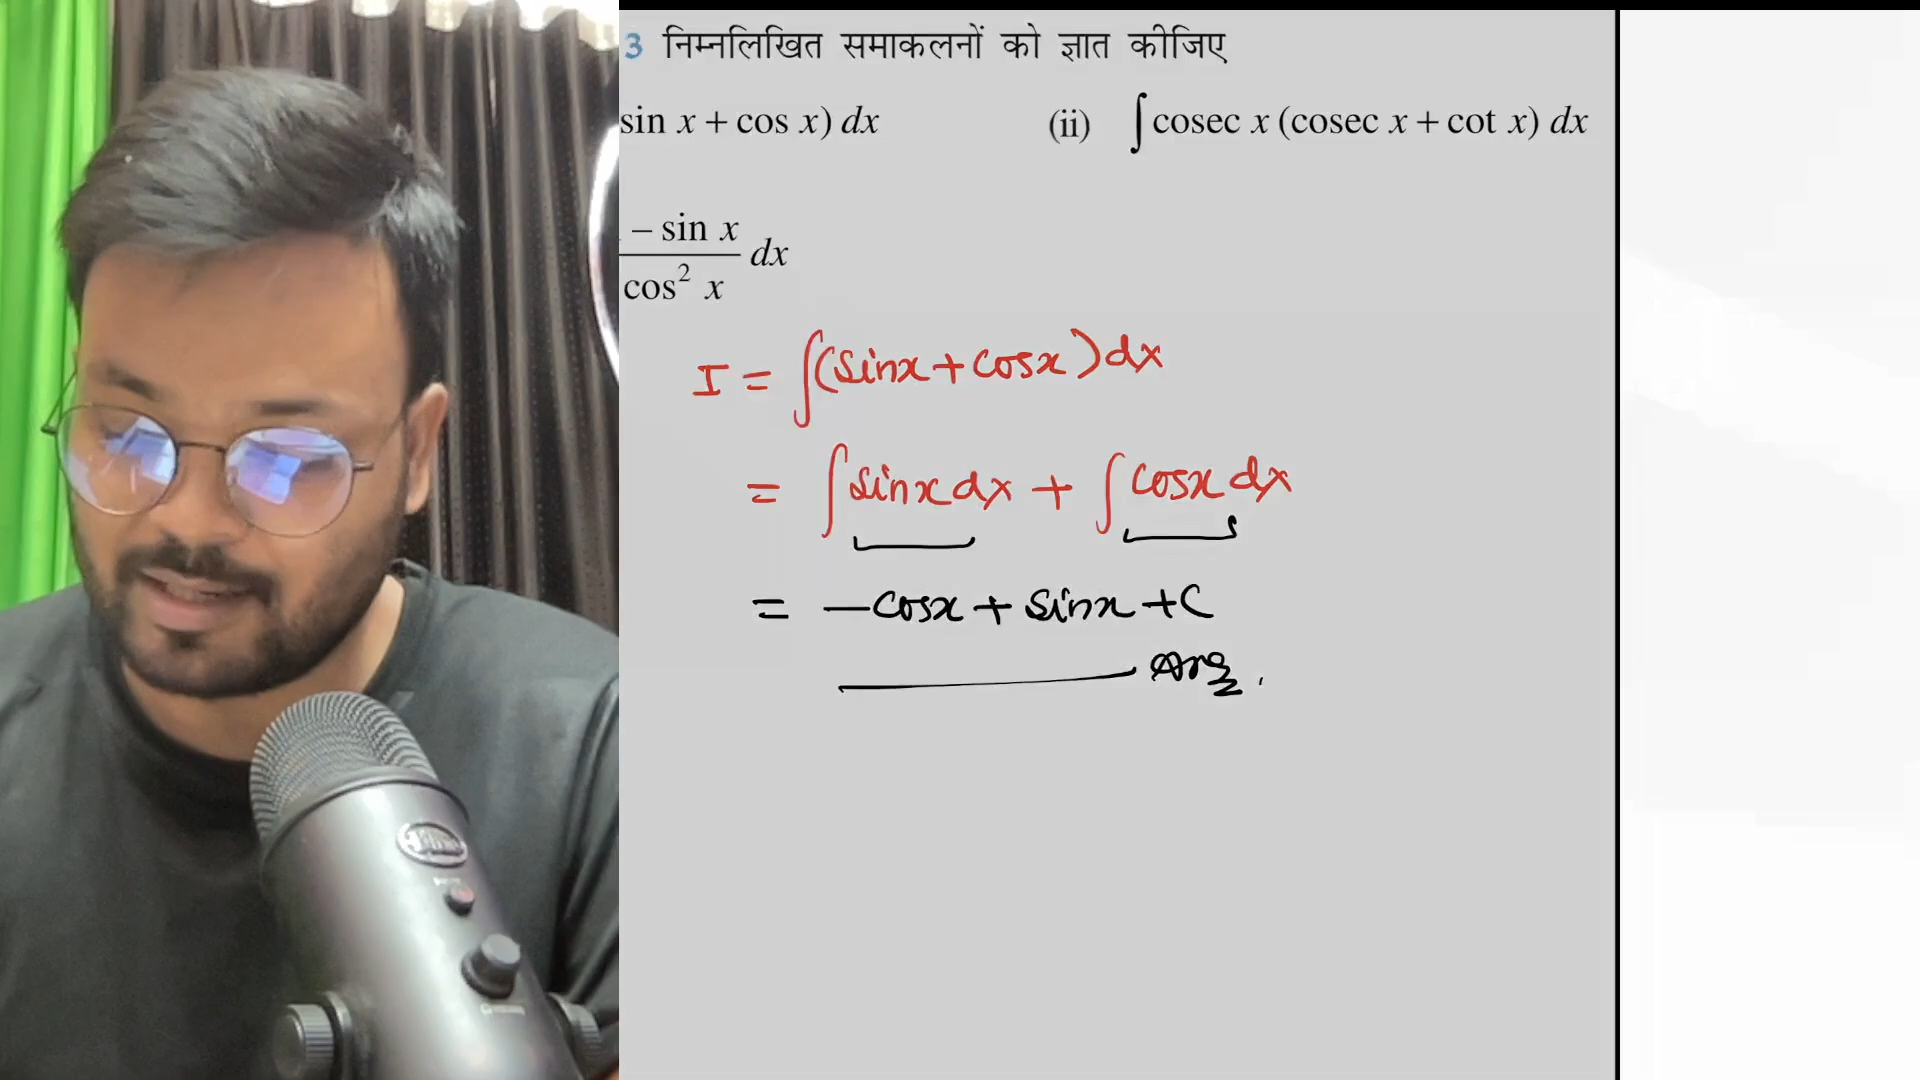 3 निम्नलिखित समाकलनों को ज्ञात कीजिए
sin x + cos x) dx (ii) ∫ cosec x (cosec x + cot x) dx
– sin x / cos² x dx
I = ∫(sinx + cosx) dx
= ∫ sinx dx + ∫ cosx dx
= –cosx + sinx + C
Ans.